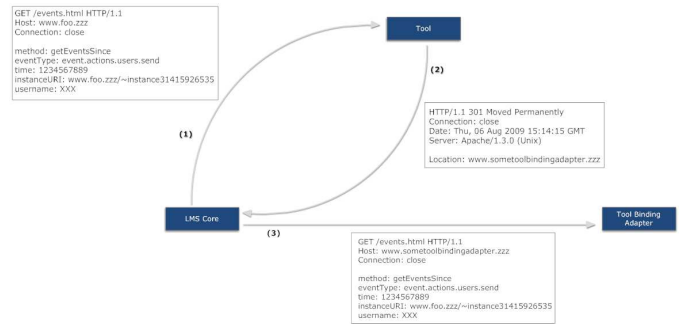 GET /events.html HTTP/1.1
Host: www.foo.zzz
Connection: close
method: getEventsSince
eventType: event.actions.users.send
time: 1234567889
instanceURI: www.foo.zzz/~instance31415926535
username: XXX
Tool
(2)
HTTP/1.1 301 Moved Permanently
Connection: close
Date: Thu, 06 Aug 2009 15:14:15 GMT
Server: Apache/1.3.0 (Unix)
Location: www.sometoolbindingadapter.zzz
(1)
LMS Core
Tool Binding
Adapter
(3)
GET /events.html HTTP/1.1
Host: www.sometoolbindingadapter.zzz
Connection: close
method: getEventsSince
eventType: event.actions.users.send
time: 1234567889
instanceURI: www.foo.zzz/~instance31415926535
username: XXX